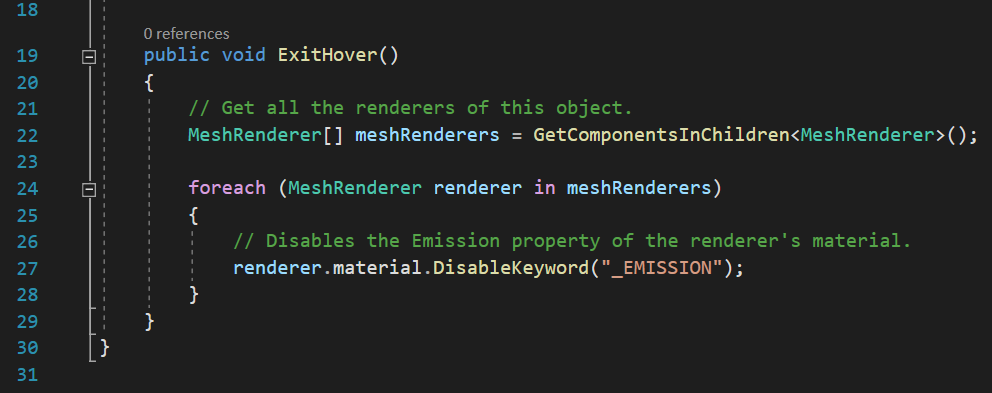 18
0 references
19 public void ExitHover()
20 {
21 // Get all the renderers of this object.
22 MeshRenderer[] meshRenderers = GetComponentsInChildren<MeshRenderer>();
23
24 foreach (MeshRenderer renderer in meshRenderers)
25 {
26 // Disables the Emission property of the renderer's material.
27 renderer.material.DisableKeyword("_EMISSION");
28 }
29 }
30 }
31